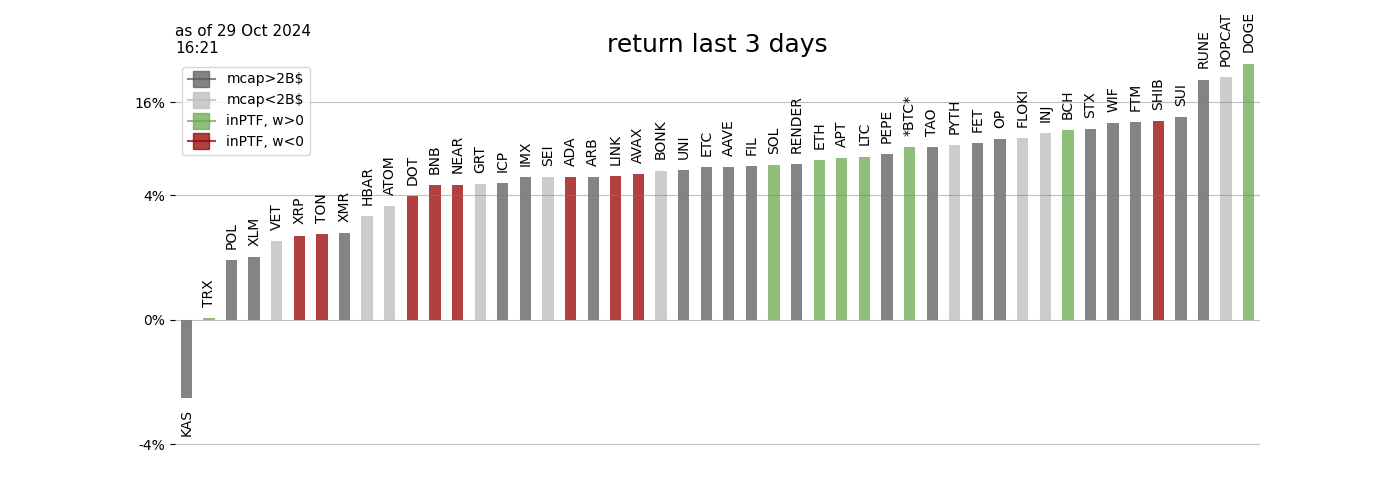 as of 29 Oct 2024
16:21
return last 3 days
mcap>2B$
mcap<2B$
inPTF, w>0
inPTF, w<0
16%
4%
0%
-4%
KAS
TRX
POL
XLM
VET
XRP
TON
XMR
HBAR
ATOM
DOT
BNB
NEAR
GRT
ICP
IMX
SEI
ADA
ARB
LINK
AVAX
BONK
UNI
ETC
AAVE
FIL
SOL
RENDER
ETH
APT
LTC
PEPE
*BTC*
TAO
PYTH
FET
OP
FLOKI
INJ
BCH
STX
WIF
FTM
SHIB
SUI
RUNE
POPCAT
DOGE